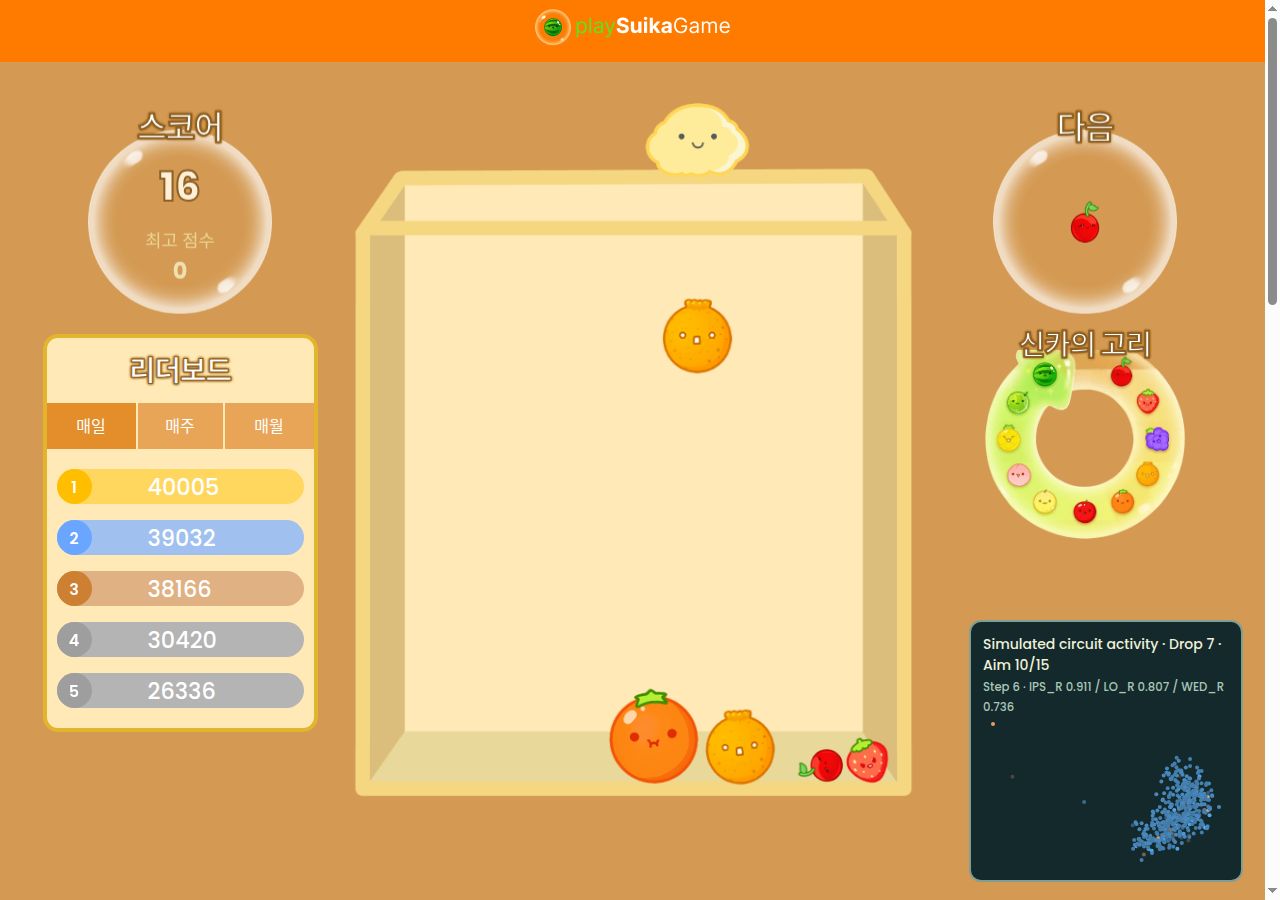 playSuikaGame
스코어
16
최고 점수
0
리더보드
매일 매주 매월
1 40005
2 39032
3 38166
4 30420
5 26336
다음
신카의 고리
Simulated circuit activity · Drop 7 ·
Aim 10/15
Step 6 · IPS_R 0.911 / LO_R 0.807 / WED_R
0.736